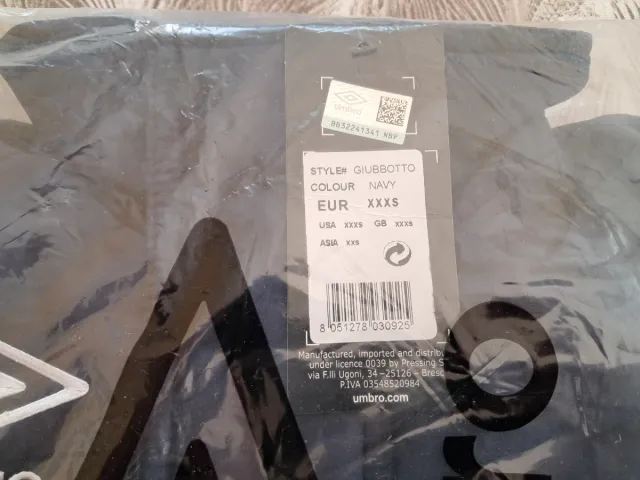 umbro
8832241341 NBP
STYLE# GIUBBOTTO
COLOUR NAVY
EUR XXXS
USA XXXS GB XXXS
ASIA XXS
8 051278 030925
Manufactured, imported and distrib
under licence 0039 by Pressing S
via F.lli Ugoni, 34 – 25126 – Bresc
P.IVA 03548520984
umbro.com